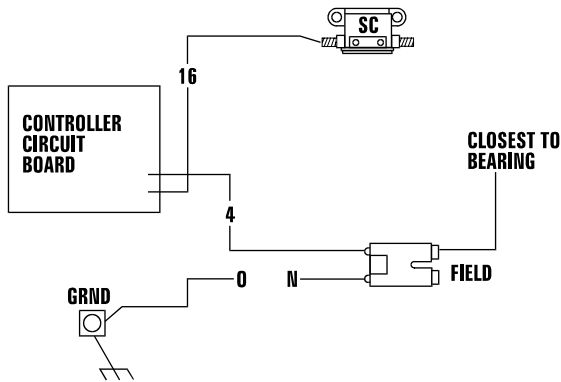 SC
16
CONTROLLER
CIRCUIT
BOARD
CLOSEST TO
BEARING
4
0 N
FIELD
GRND